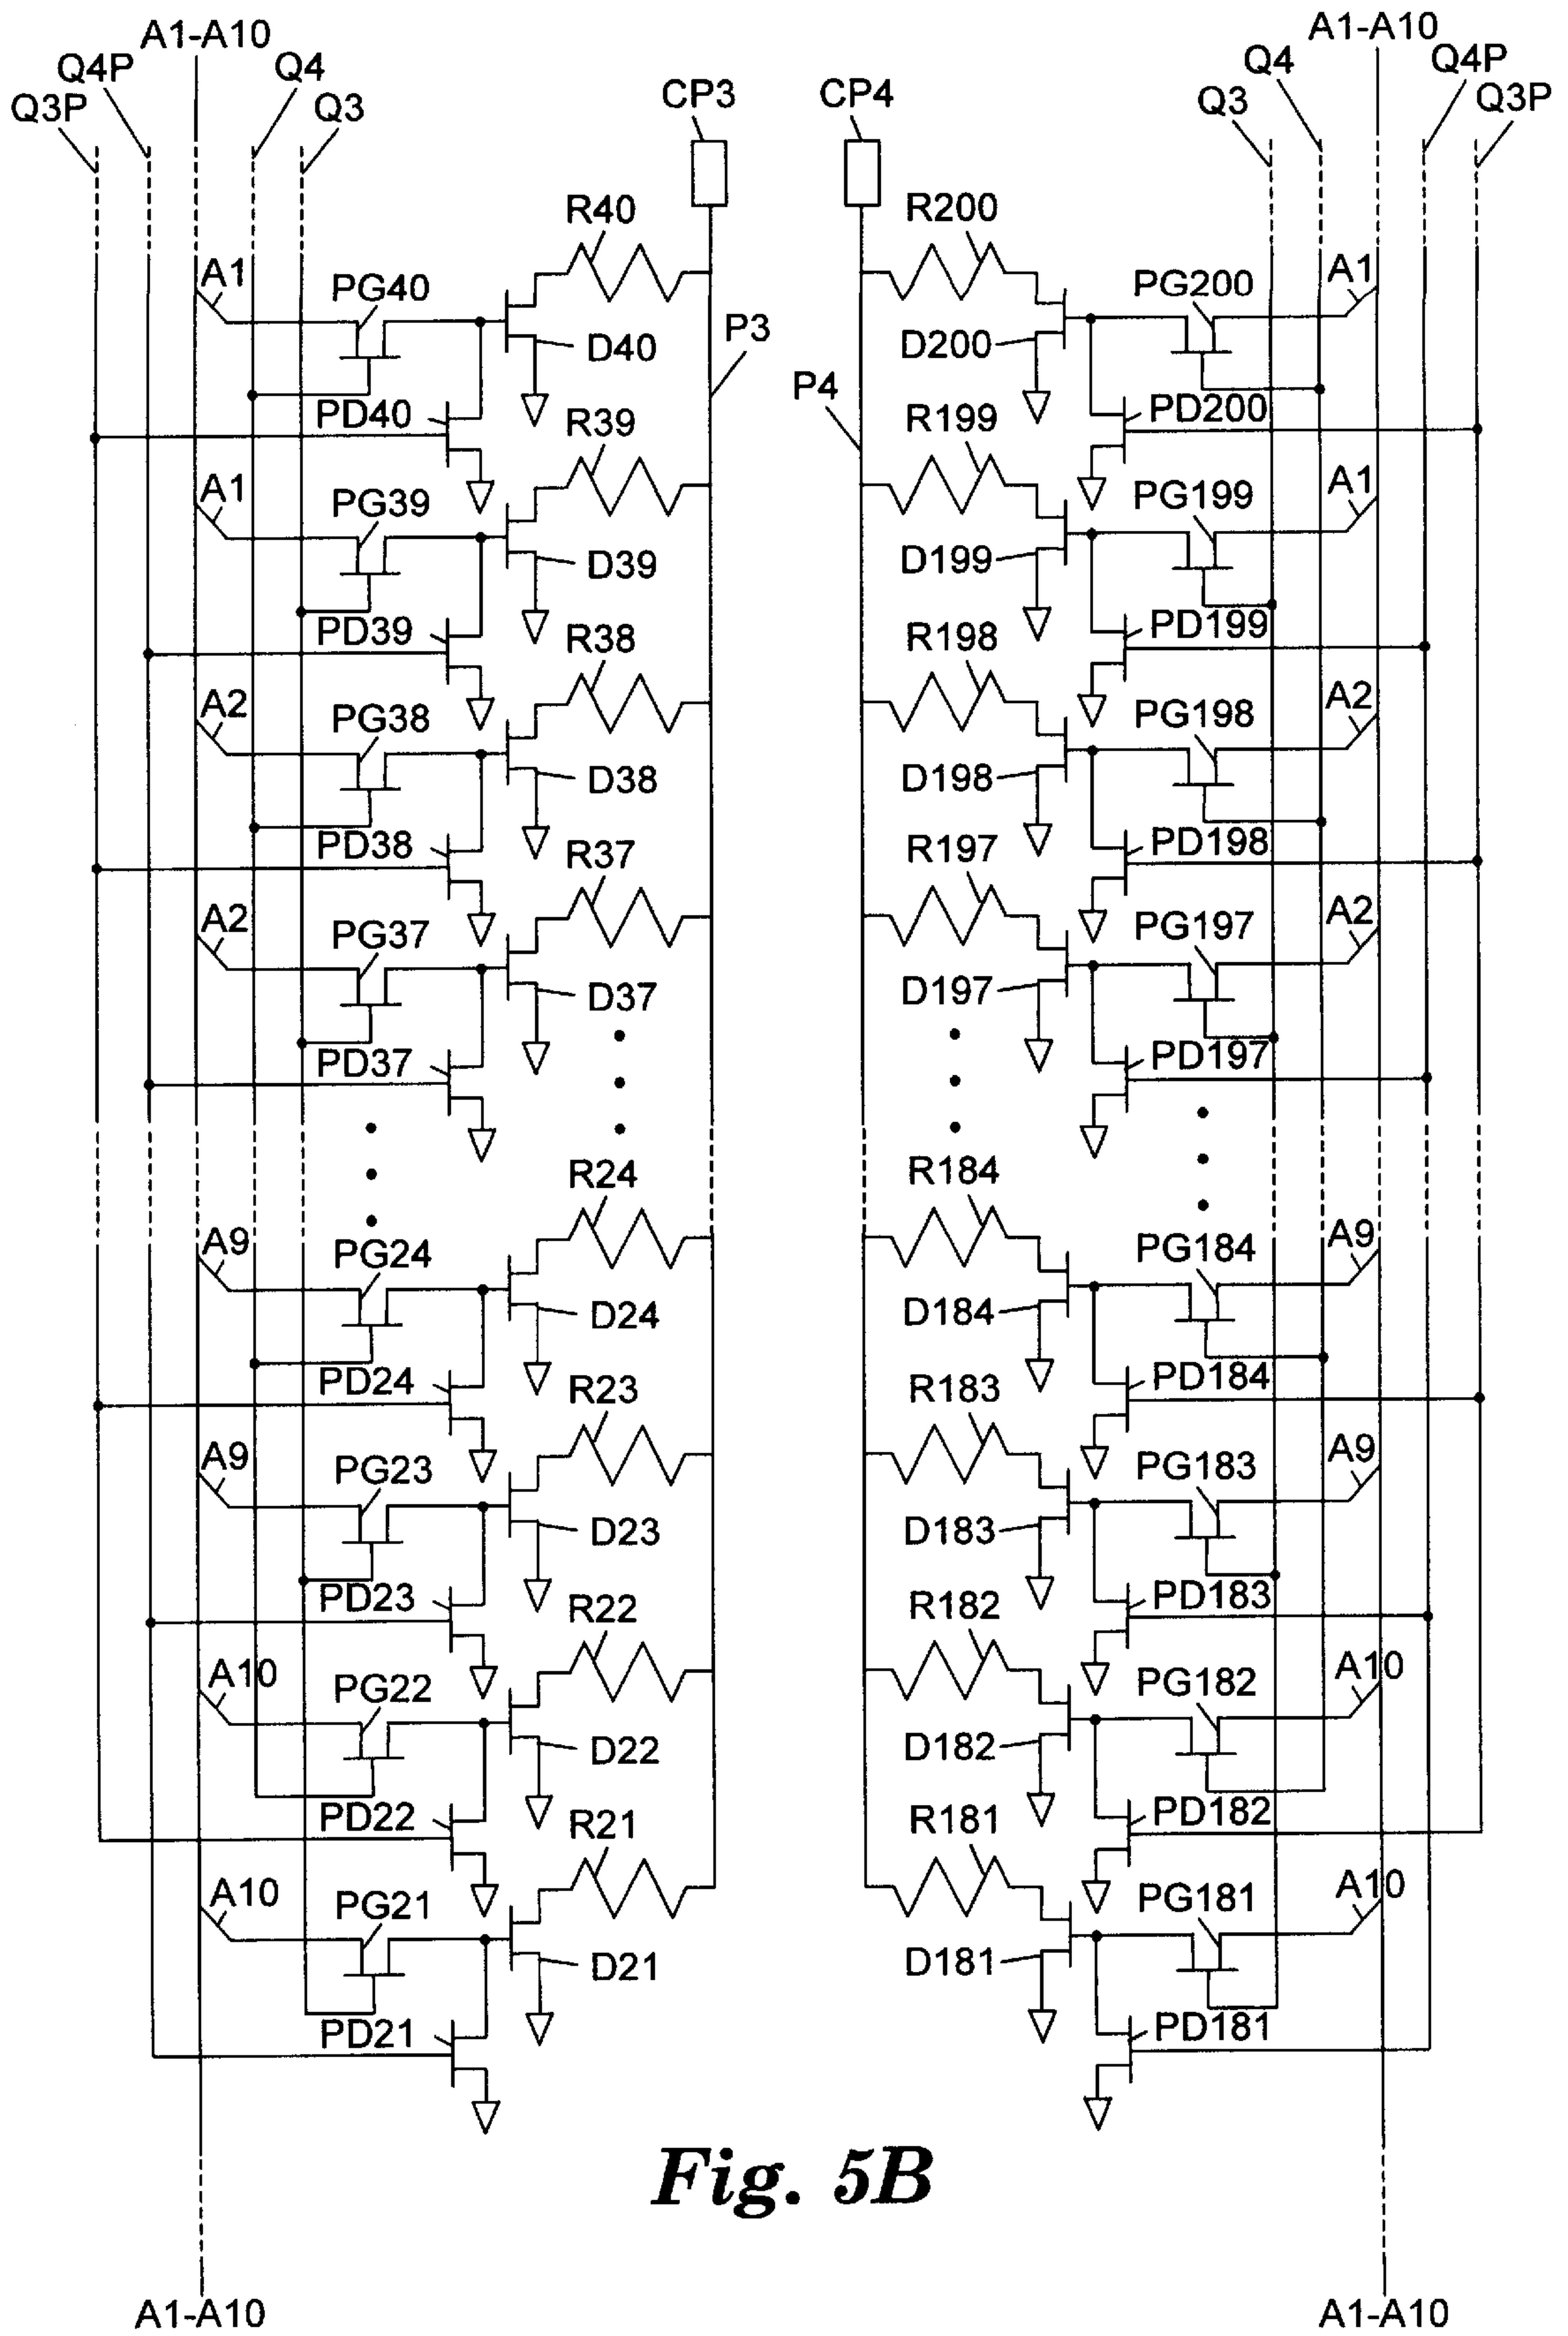 A1-A10
A1-A10
Q4P
Q4
Q4
Q4P
Q3P
Q3
CP3
CP4
Q3
Q3P
R40
R200
A1
PG40
PG200
A1
D40
P3
D200
P4
PD40
PD200
R39
R199
A1
PG39
PG199
A1
D39
D199
PD39
PD199
R38
R198
A2
PG38
PG198
A2
D38
D198
PD38
PD198
R37
R197
A2
PG37
PG197
A2
D37
D197
PD37
PD197
R24
R184
A9
PG24
PG184
A9
D24
D184
PD24
PD184
R23
R183
A9
PG23
PG183
A9
D23
D183
PD23
PD183
R22
R182
A10
PG22
PG182
A10
D22
D182
PD22
PD182
R21
R181
A10
PG21
PG181
A10
D21
D181
PD21
PD181
Fig. 5B
A1-A10
A1-A10